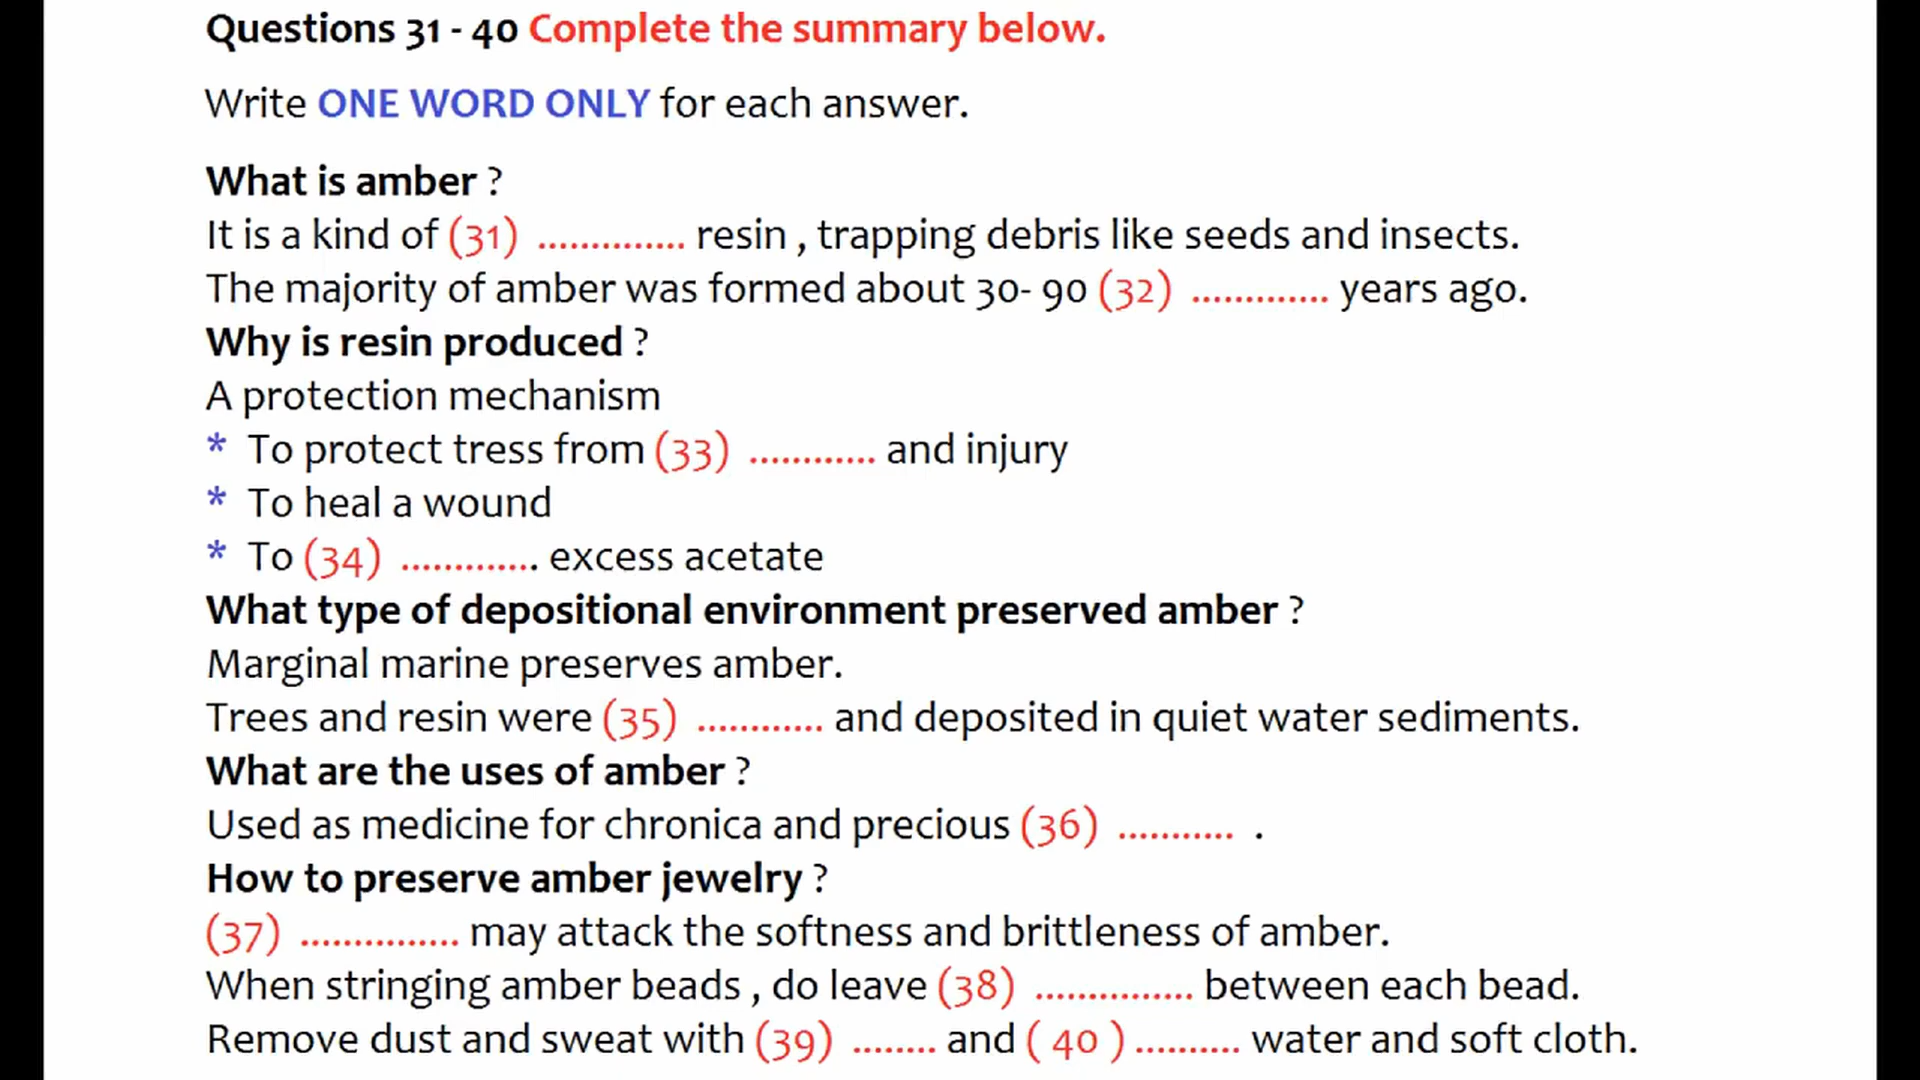 Questions 31 - 40 Complete the summary below.
Write ONE WORD ONLY for each answer.
What is amber ?
It is a kind of (31) .............. resin , trapping debris like seeds and insects.
The majority of amber was formed about 30- 90 (32) ............. years ago.
Why is resin produced ?
A protection mechanism
* To protect tress from (33) ............ and injury
* To heal a wound
* To (34) ............. excess acetate
What type of depositional environment preserved amber ?
Marginal marine preserves amber.
Trees and resin were (35) ............ and deposited in quiet water sediments.
What are the uses of amber ?
Used as medicine for chronica and precious (36) ........... .
How to preserve amber jewelry ?
(37) ............... may attack the softness and brittleness of amber.
When stringing amber beads , do leave (38) ............... between each bead.
Remove dust and sweat with (39) ........ and ( 40 ) .......... water and soft cloth.